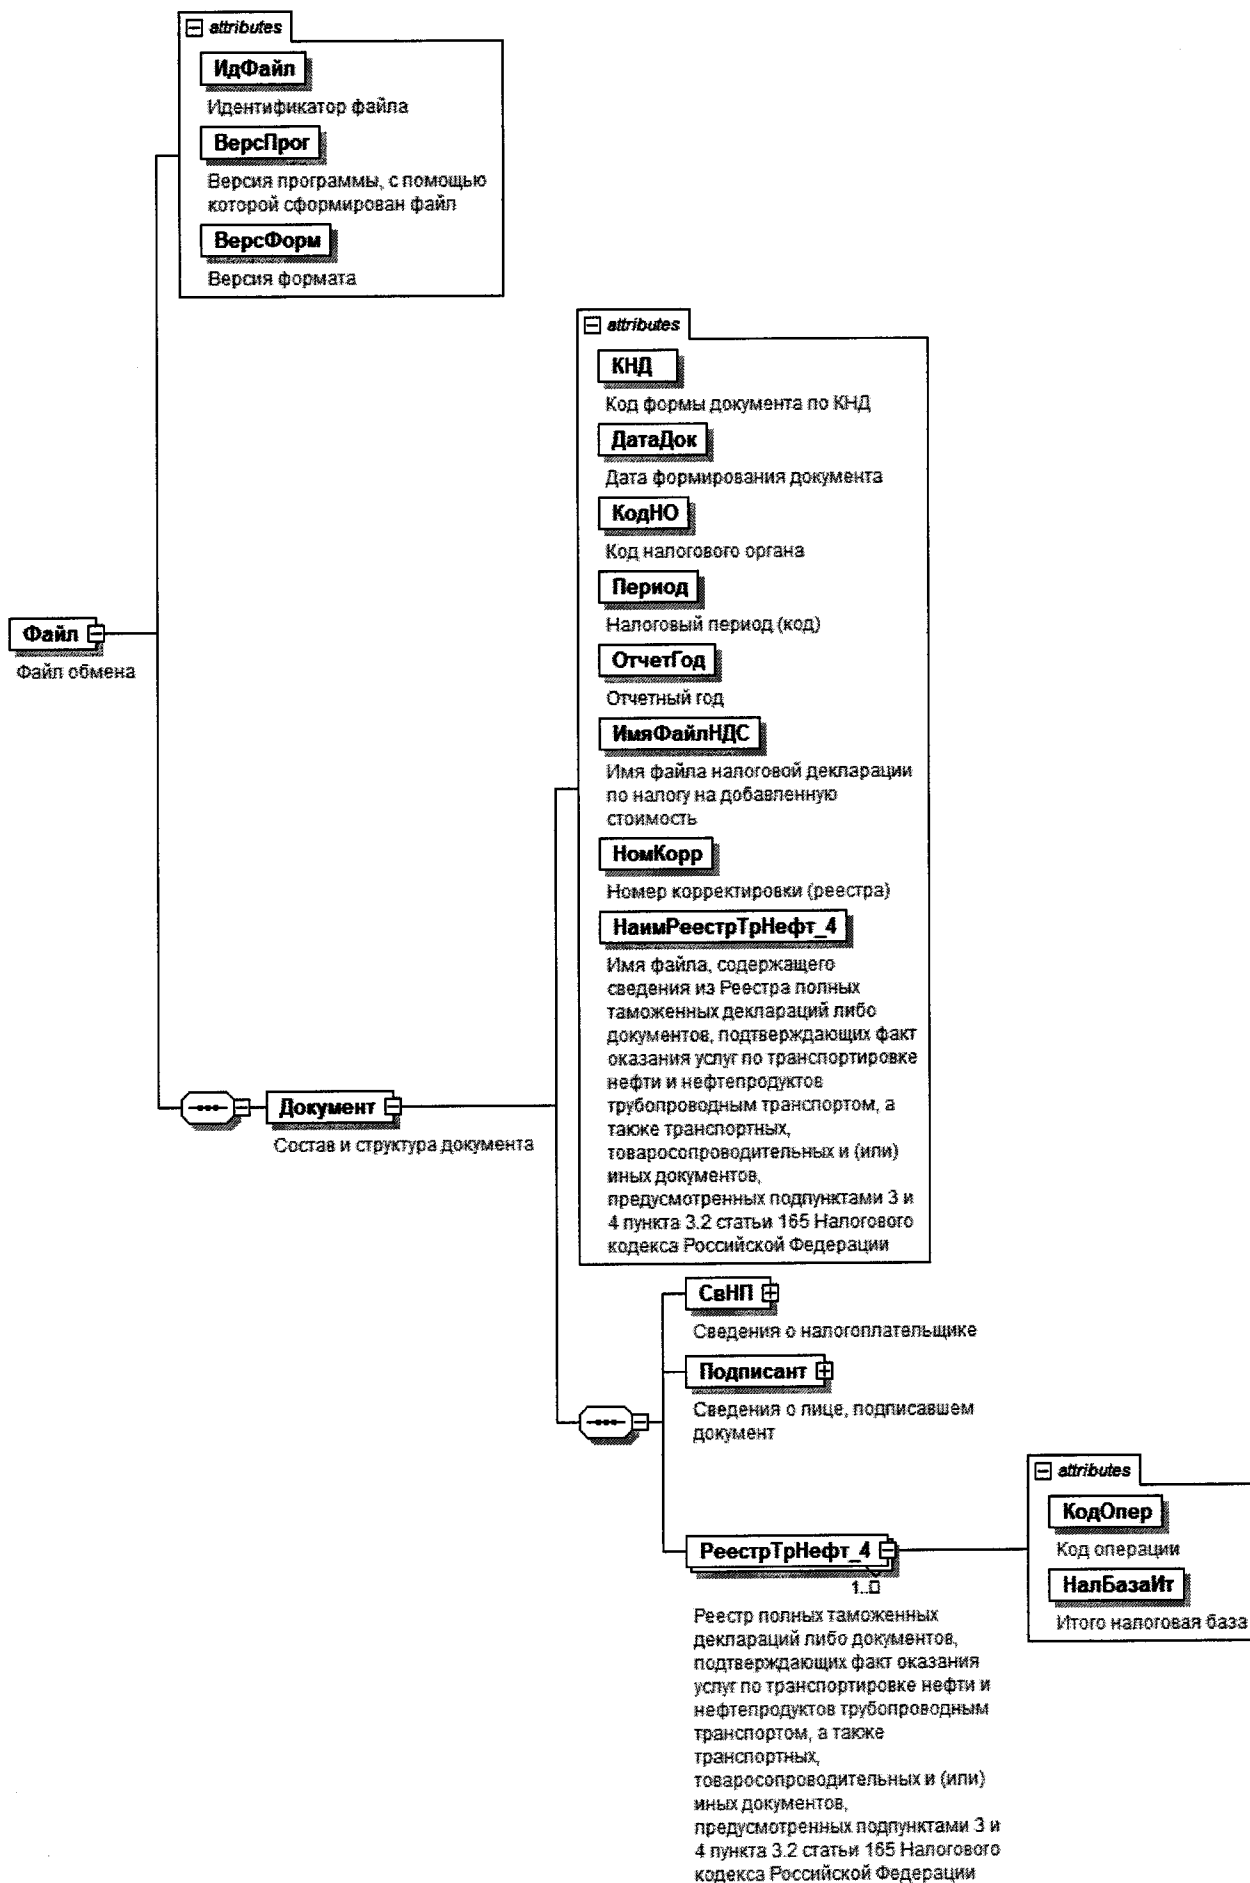 attributes
ИдФайл
Идентификатор файла
ВерсПрог
Версия программы, с помощью
которой сформирован файл
ВерсФорм
Версия формата
attributes
КНД
Код формы документа по КНД
ДатаДок
Дата формирования документа
КодНО
Код налогового органа
Период
Налоговый период (код)
ОтчетГод
Отчетный год
ИмяФайлНДС
Имя файла налоговой декларации
по налогу на добавленную
стоимость
НомКорр
Номер корректировки (реестра)
НаимРеестрТрНефт_4
Имя файла, содержащего
сведения из Реестра полных
таможенных деклараций либо
документов, подтверждающих факт
оказания услуг по транспортировке
нефти и нефтепродуктов
трубопроводным транспортом, а
также транспортных,
товаросопроводительных и (или)
иных документов,
предусмотренных подпунктами 3 и
4 пункта 3.2 статьи 165 Налогового
кодекса Российской Федерации
Файл
Файл обмена
Документ
Состав и структура документа
СвНП
Сведения о налогоплательщике
Подписант
Сведения о лице, подписавшем
документ
РеестрТрНефт_4
1..
Реестр полных таможенных
деклараций либо документов,
подтверждающих факт оказания
услуг по транспортировке нефти и
нефтепродуктов трубопроводным
транспортом, а также
транспортных,
товаросопроводительных и (или)
иных документов,
предусмотренных подпунктами 3 и
4 пункта 3.2 статьи 165 Налогового
кодекса Российской Федерации
attributes
КодОпер
Код операции
НалБазаИт
Итого налоговая база